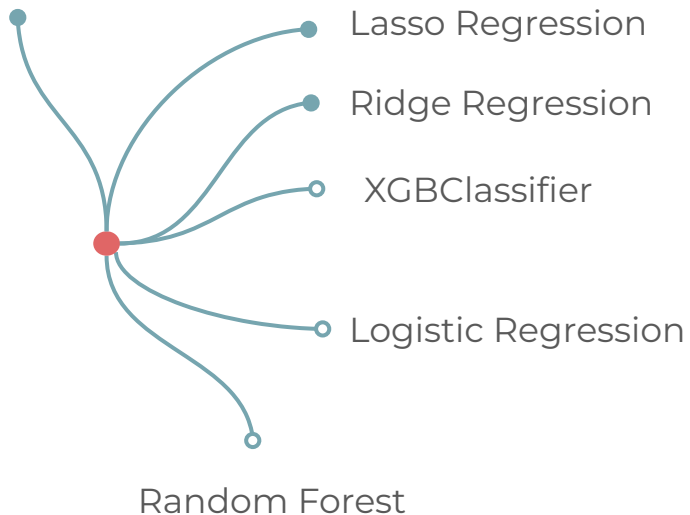 Lasso Regression
Ridge Regression
XGBClassifier
Logistic Regression
Random Forest